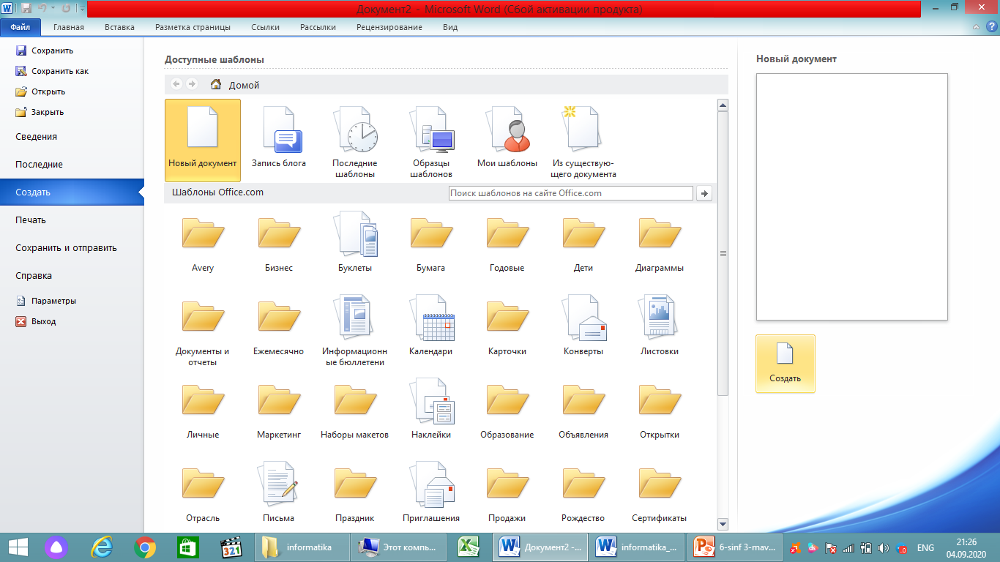 Документ2 - Microsoft Word (Сбой активации продукта)
Файл Главная Вставка Разметка страницы Ссылки Рассылки Рецензирование Вид
Сохранить
Сохранить как
Открыть
Закрыть
Сведения
Последние
Создать
Печать
Сохранить и отправить
Справка
Параметры
Выход
Доступные шаблоны
Домой
Новый документ Запись блога Последние шаблоны Образцы шаблонов Мои шаблоны Из существую-
щего документа
Шаблоны Office.com Поиск шаблонов на сайте Office.com
Avery Бизнес Буклеты Бумага Годовые Дети Диаграммы
Документы и отчеты Ежемесячно Информационн
ые бюллетени Календари Карточки Конверты Листовки
Личные Маркетинг Наборы макетов Наклейки Образование Объявления Открытки
Отрасль Письма Праздник Приглашения Продажи Рождество Сертификаты
Новый документ
Создать
321 informatika Этот компь... Документ2 -... informatika_... 6-sinf 3-mav... ENG 21:26
04.09.2020